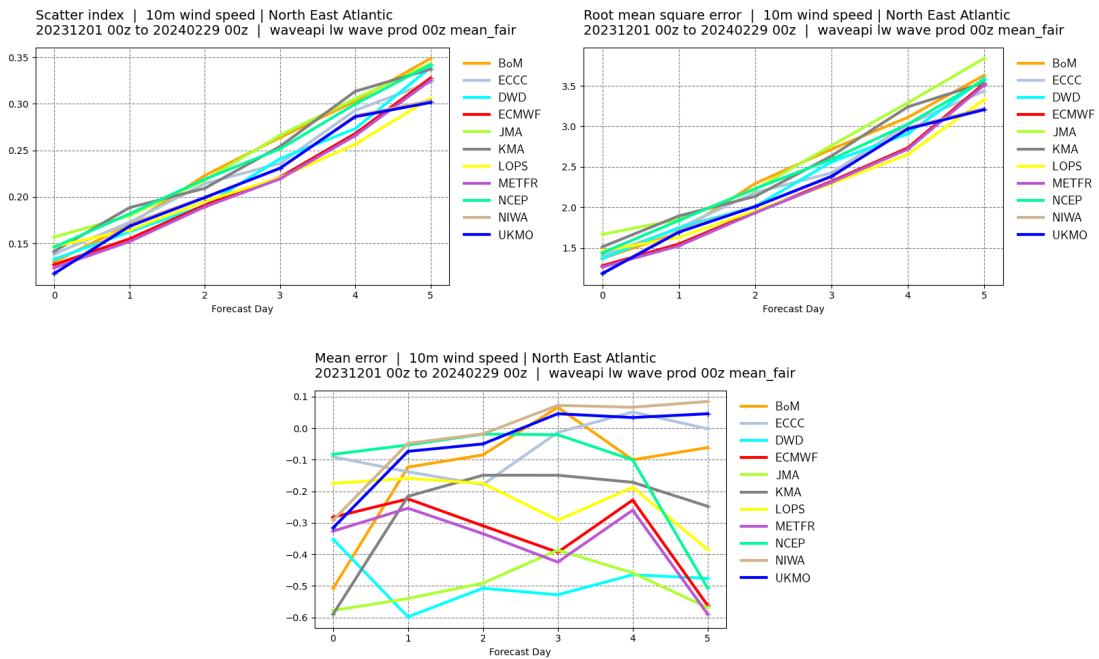 Scatter index  |  10m wind speed | North East Atlantic
20231201 00z to 20240229 00z  |  waveapi lw wave prod 00z mean_fair
0.35
0.30
0.25
0.20
0.15
0
1
2
3
4
5
Forecast Day
BoM
ECCC
DWD
ECMWF
JMA
KMA
LOPS
METFR
NCEP
NIWA
UKMO
Root mean square error  |  10m wind speed | North East Atlantic
20231201 00z to 20240229 00z  |  waveapi lw wave prod 00z mean_fair
3.5
3.0
2.5
2.0
1.5
0
1
2
3
4
5
Forecast Day
BoM
ECCC
DWD
ECMWF
JMA
KMA
LOPS
METFR
NCEP
NIWA
UKMO
Mean error  |  10m wind speed | North East Atlantic
20231201 00z to 20240229 00z  |  waveapi lw wave prod 00z mean_fair
0.1
0.0
−0.1
−0.2
−0.3
−0.4
−0.5
−0.6
0
1
2
3
4
5
Forecast Day
BoM
ECCC
DWD
ECMWF
JMA
KMA
LOPS
METFR
NCEP
NIWA
UKMO